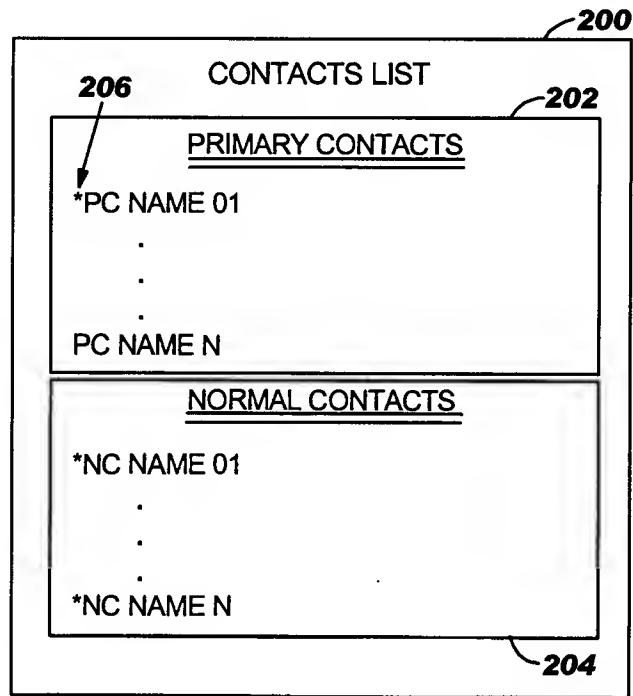 200
CONTACTS LIST
206
202
PRIMARY CONTACTS
*PC NAME 01
.
.
.
PC NAME N
NORMAL CONTACTS
*NC NAME 01
.
.
.
*NC NAME N
204